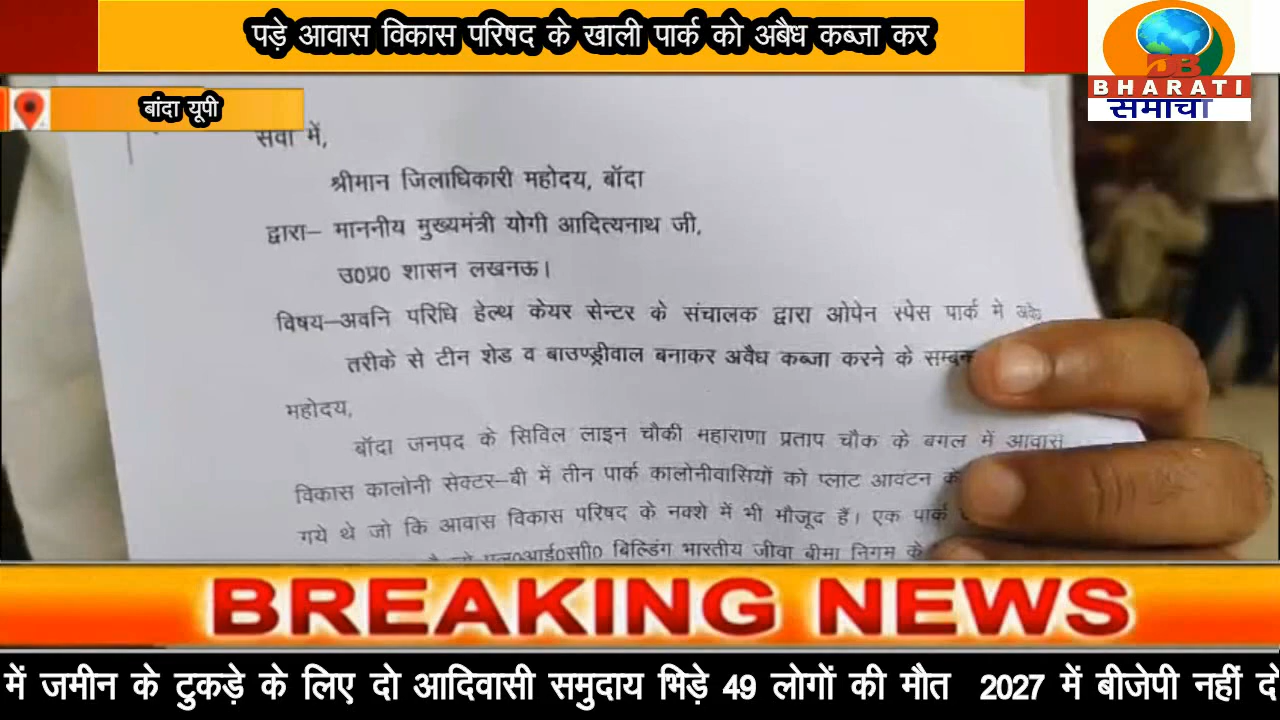 पड़े आवास विकास परिषद के खाली पार्क को अबैध कब्जा कर
BHARATI
समाचा
बांदा यूपी
सेवा में,
श्रीमान जिलाधिकारी महोदय, बॉदा
द्वारा– माननीय मुख्यमंत्री योगी आदित्यनाथ जी,
उ0प्र0 शासन लखनऊ।
विषय–अवनि परिधि हेल्थ केयर सेन्टर के संचालक द्वारा ओपेन स्पेस पार्क मे
तरीके से टीन शेड व बाउण्ड्रीवाल बनाकर अवैध कब्जा करने के
महोदय,
बॉदा जनपद के सिविल लाइन चौकी महाराणा प्रताप चौक के बगल में आवास
विकास कालोनी सेक्टर–बी में तीन पार्क कालोनीवासियों को प्लाट आवंटन
गये थे जो कि आवास विकास परिषद के नक्शे में भी मौजूद हैं। एक पार्क
बिल्डिंग भारतीय जीवा बीमा निगम के
BREAKING NEWS
में जमीन के टुकड़े के लिए दो आदिवासी समुदाय भिड़े 49 लोगों की मौत 2027 में बीजेपी नहीं दो